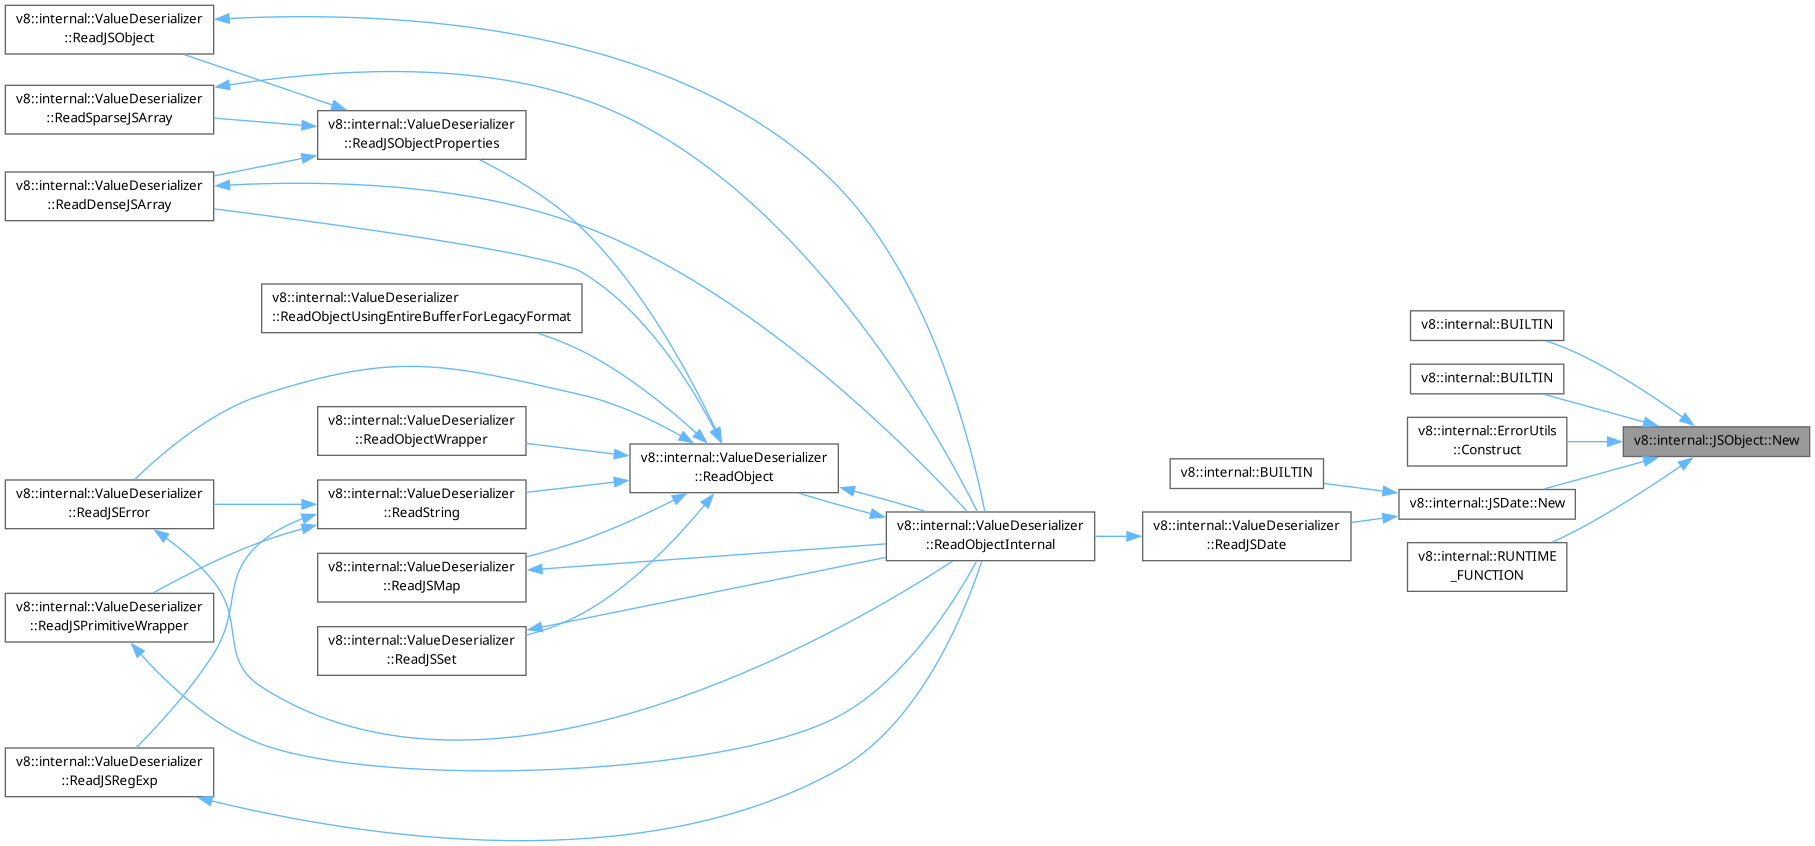 v8::internal::ValueDeserializer
::ReadJSObject
v8::internal::ValueDeserializer
::ReadSparseJSArray
v8::internal::ValueDeserializer
::ReadJSObjectProperties
v8::internal::ValueDeserializer
::ReadDenseJSArray
v8::internal::ValueDeserializer
::ReadObjectUsingEntireBufferForLegacyFormat
v8::internal::ValueDeserializer
::ReadObjectWrapper
v8::internal::ValueDeserializer
::ReadObject
v8::internal::ValueDeserializer
::ReadJSError
v8::internal::ValueDeserializer
::ReadString
v8::internal::ValueDeserializer
::ReadJSMap
v8::internal::ValueDeserializer
::ReadJSPrimitiveWrapper
v8::internal::ValueDeserializer
::ReadJSSet
v8::internal::ValueDeserializer
::ReadJSRegExp
v8::internal::ValueDeserializer
::ReadObjectInternal
v8::internal::BUILTIN
v8::internal::ValueDeserializer
::ReadJSDate
v8::internal::BUILTIN
v8::internal::BUILTIN
v8::internal::ErrorUtils
::Construct
v8::internal::JSDate::New
v8::internal::RUNTIME
_FUNCTION
v8::internal::JSObject::New